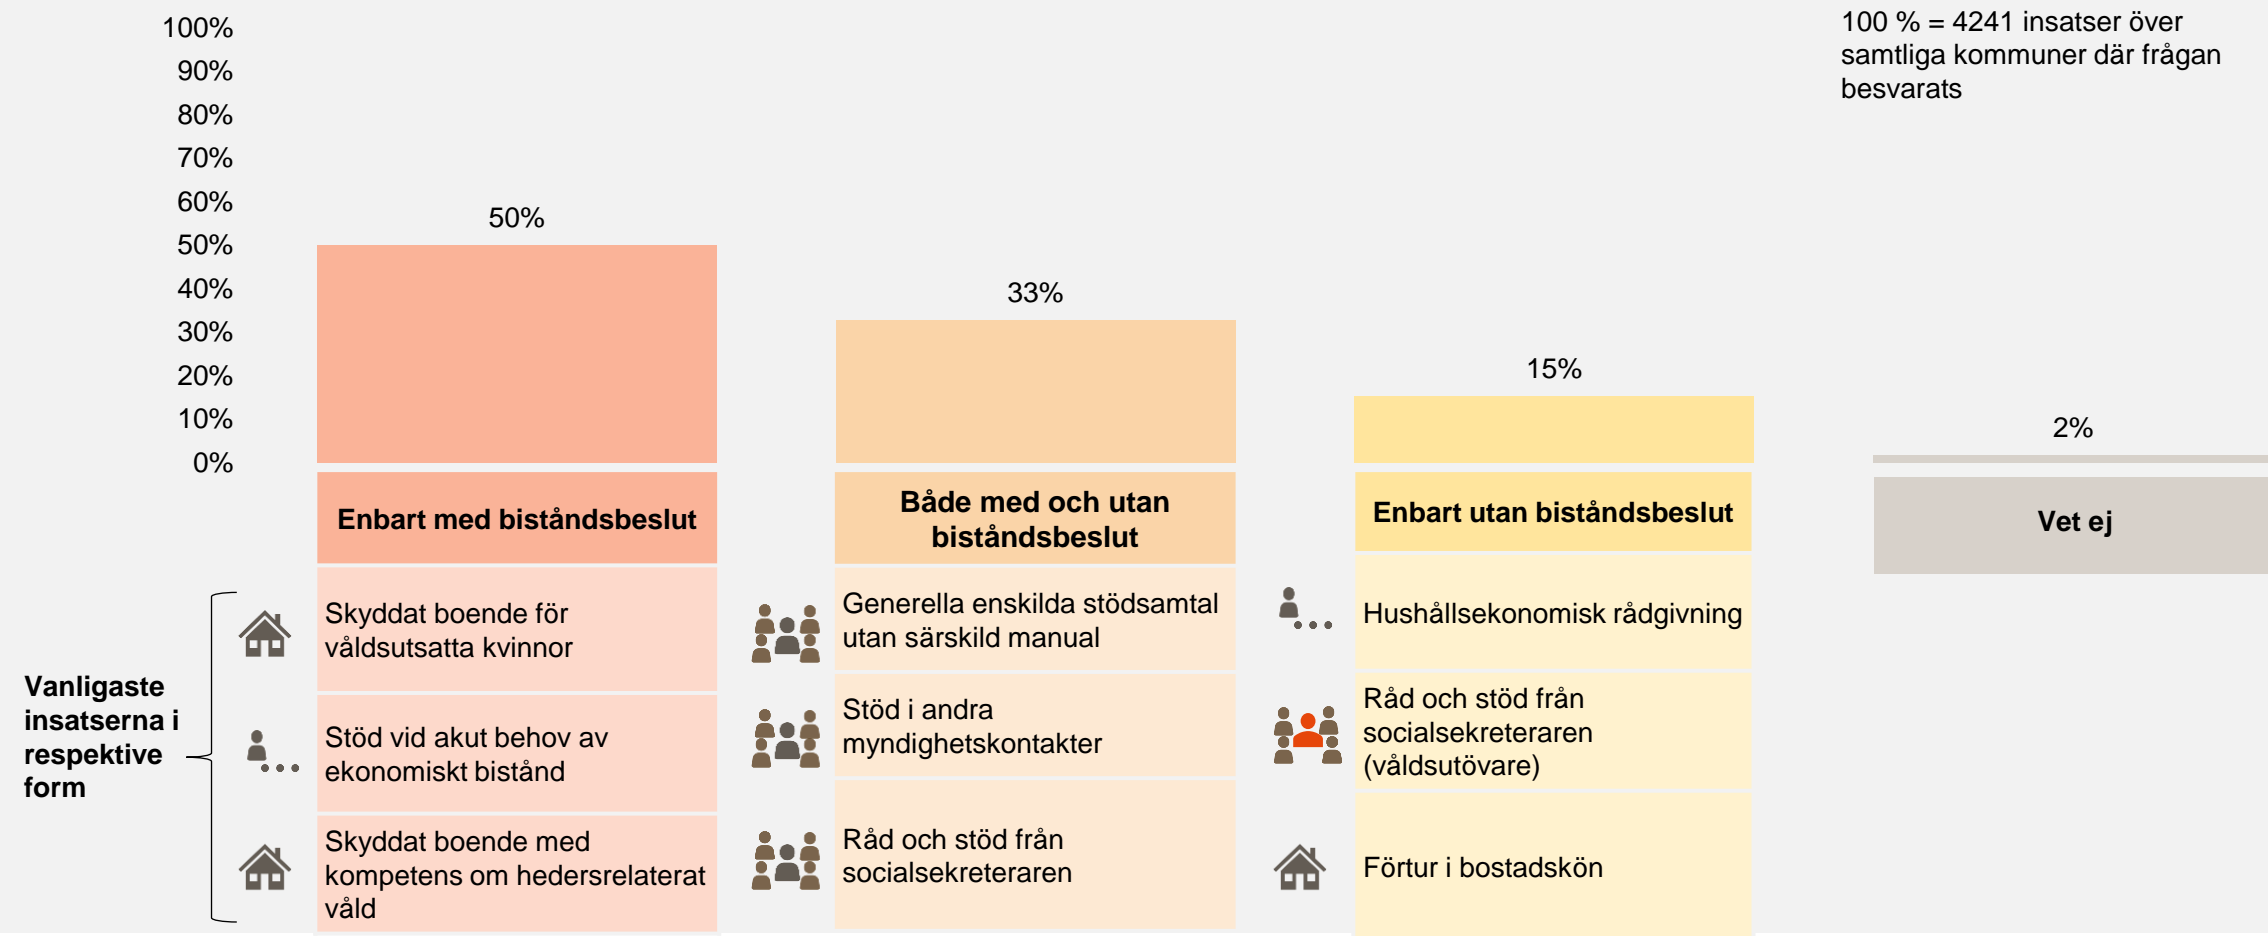 100 % = 4241 insatser över
samtliga kommuner där frågan
besvarats
100%
90%
80%
70%
60%
50%
40%
30%
20%
10%
0%
50%
33%
15%
2%
Enbart med biståndsbeslut
Både med och utan
biståndsbeslut
Enbart utan biståndsbeslut
Vet ej
Vanligaste
insatserna i
respektive
form
Skyddat boende för
våldsutsatta kvinnor
Stöd vid akut behov av
ekonomiskt bistånd
Skyddat boende med
kompetens om hedersrelaterat
våld
Generella enskilda stödsamtal
utan särskild manual
Stöd i andra
myndighetskontakter
Råd och stöd från
socialsekreteraren
Hushållsekonomisk rådgivning
Råd och stöd från
socialsekreteraren
(våldsutövare)
Förtur i bostadskön